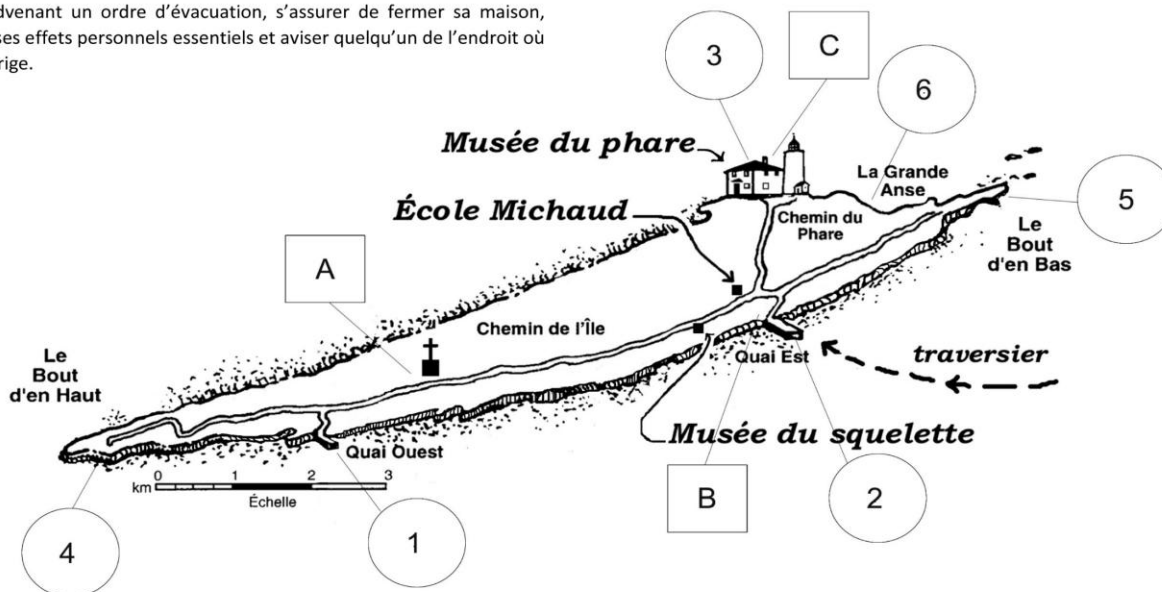 dvenant un ordre d’évacuation, s’assurer de fermer sa maison,
ses effets personnels essentiels et aviser quelqu’un de l’endroit où
rige.
3
C
6
Musée du phare
La Grande
Anse
École Michaud
Chemin du
Phare
5
Le
Bout
d'en Bas
A
Chemin de l'Île
Le
Bout
d'en Haut
Quai Est
traversier
Musée du squelette
Quai Ouest
km 0 1 2 3
Échelle
B
2
4
1